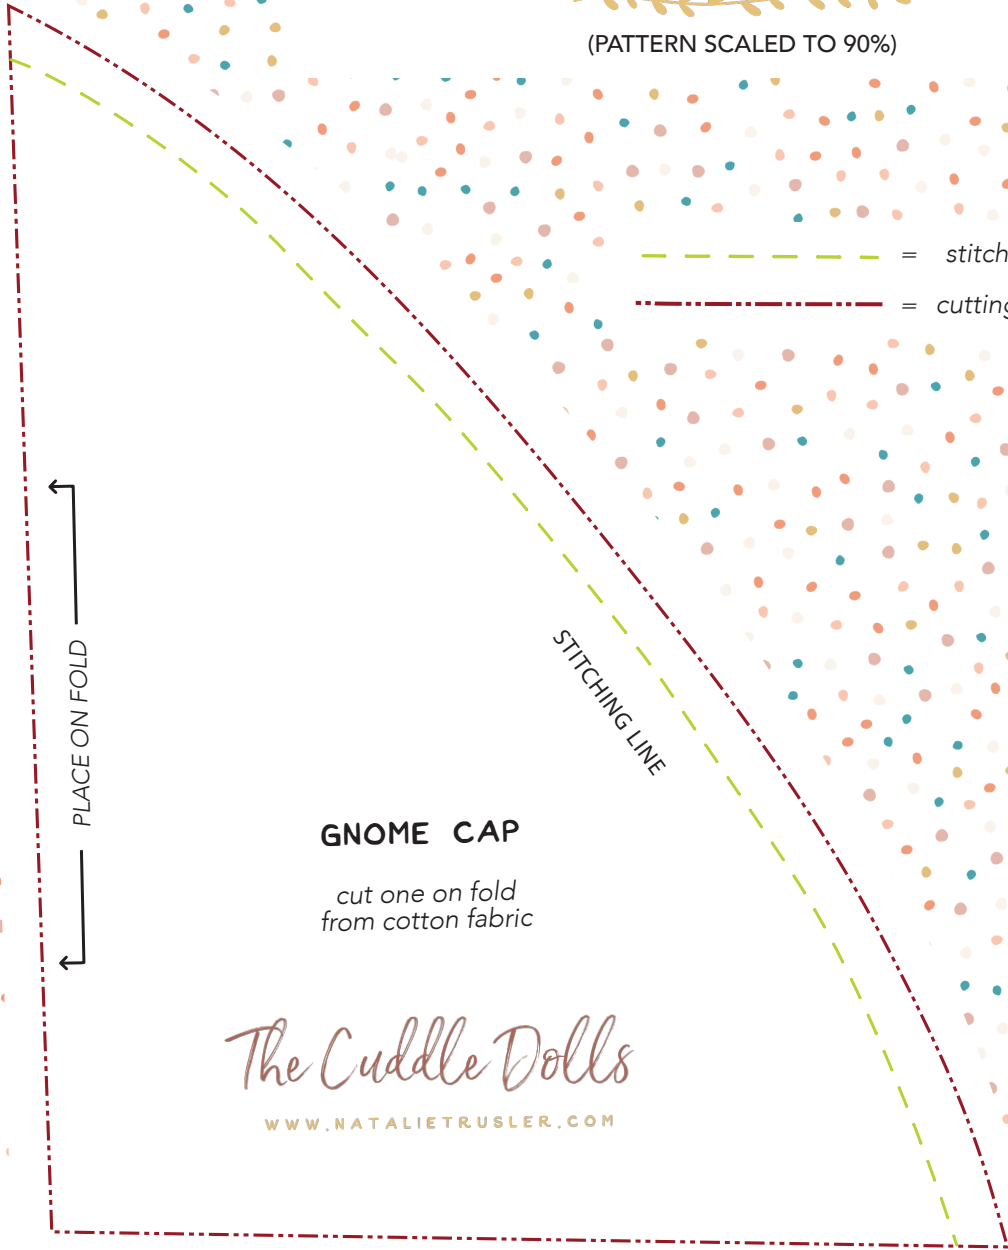 (PATTERN SCALED TO 90%)
= stitch
= cutting
PLACE ON FOLD
STITCHING LINE
GNOME CAP
cut one on fold
from cotton fabric
The Cuddle Dolls
WWW.NATALIETRUSLER.COM